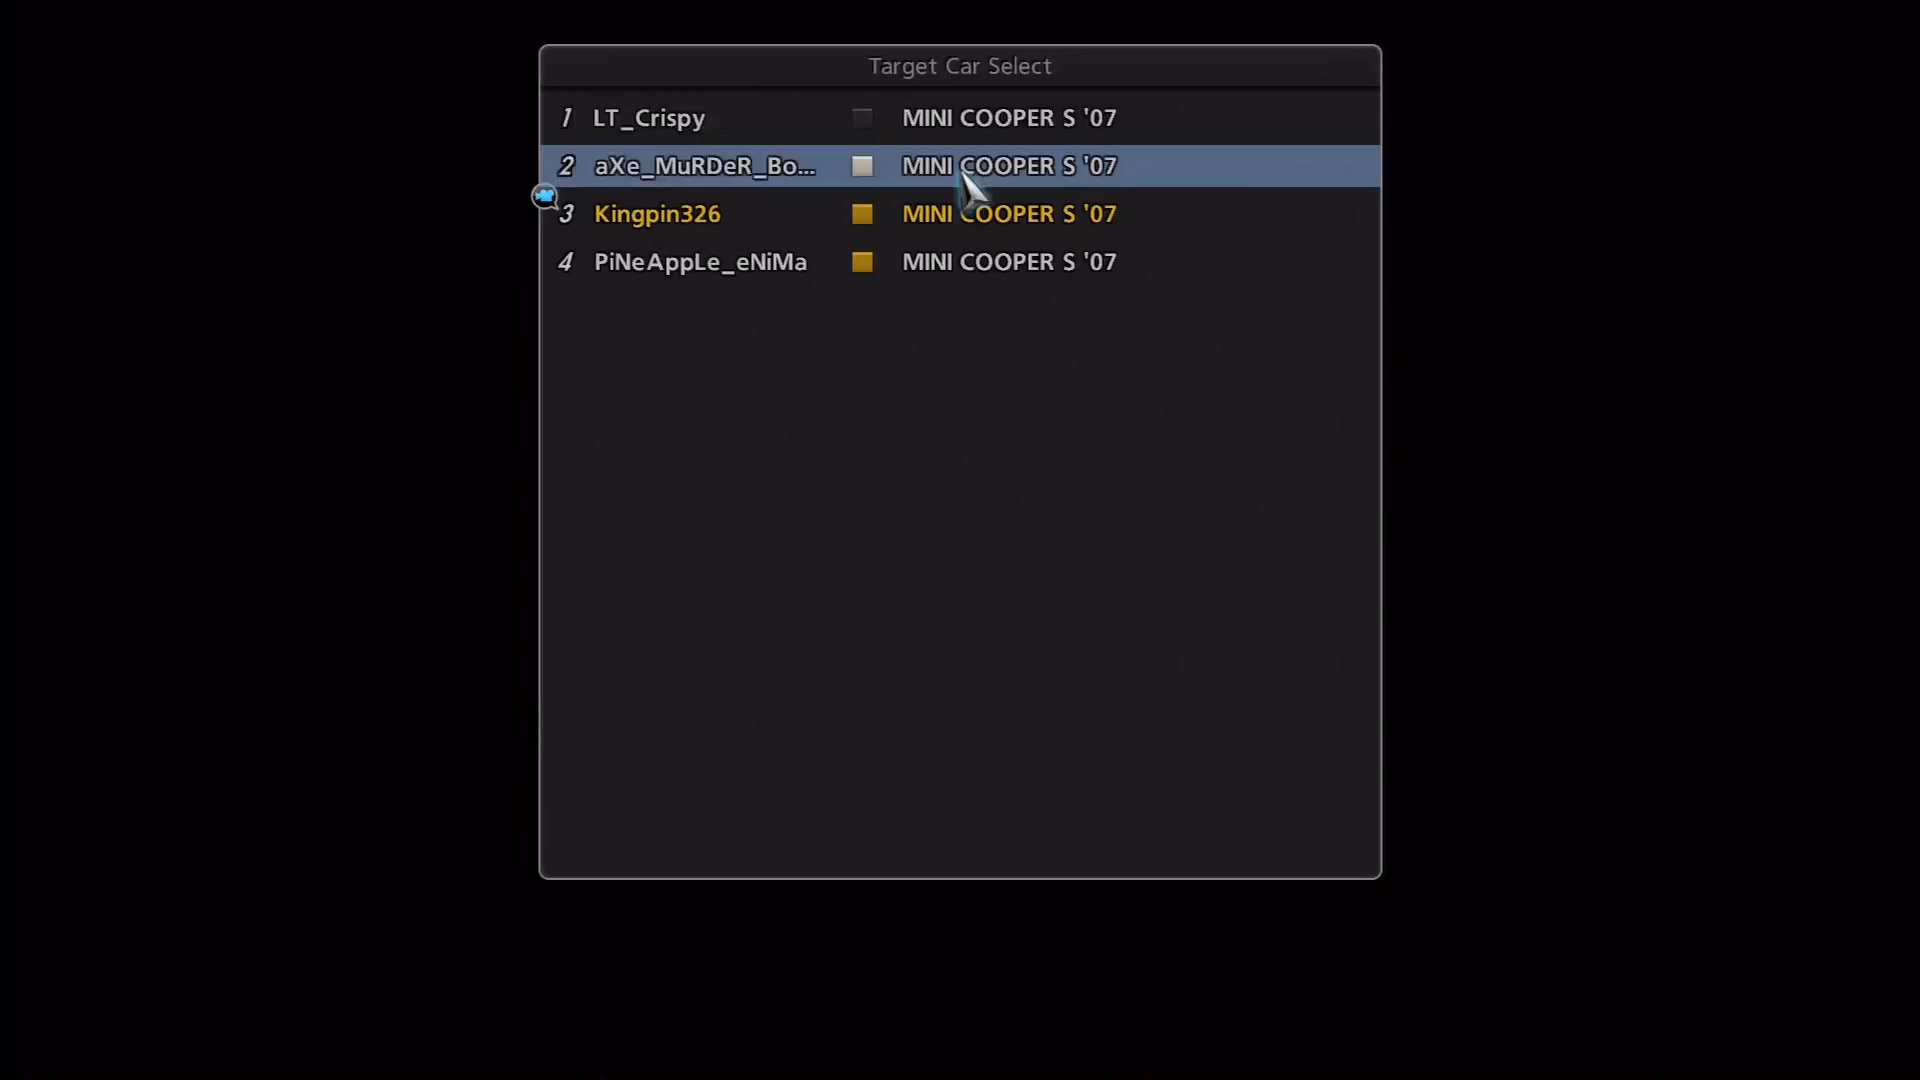 Target Car Select
1 LT_Crispy MINI COOPER S '07
2 aXe_MuRDeR_Bo... MINI COOPER S '07
3 Kingpin326 MINI COOPER S '07
4 PiNeAppLe_eNiMa MINI COOPER S '07